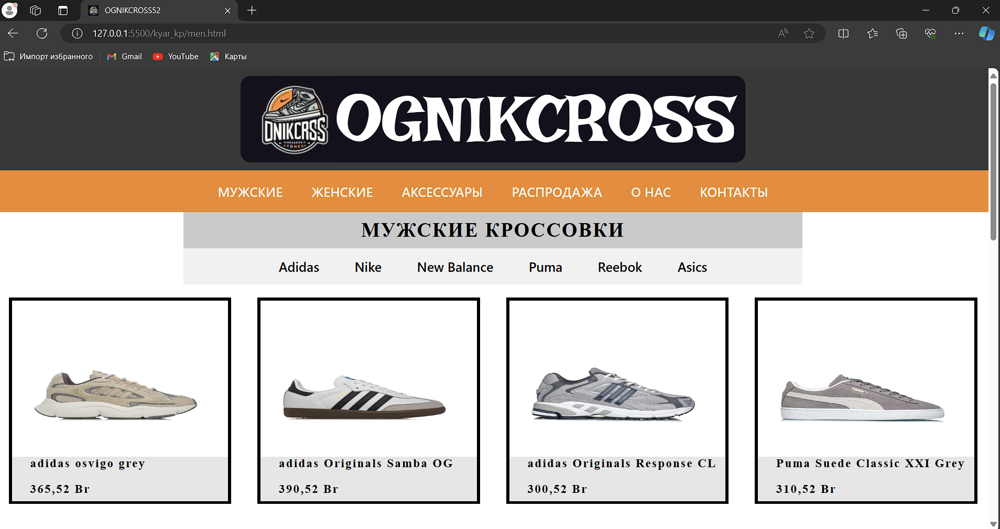 OGNIKCROSS52
127.0.0.1:5500/kyar_kp/men.html
Импорт избранного
Gmail
YouTube
Карты
ONIKCRSS
OGNIKCROSS
МУЖСКИЕ ЖЕНСКИЕ АКСЕССУАРЫ РАСПРОДАЖА О НАС КОНТАКТЫ
МУЖСКИЕ КРОССОВКИ
Adidas Nike New Balance Puma Reebok Asics
adidas osvigo grey
365,52 Br
adidas Originals Samba OG
390,52 Br
adidas Originals Response CL
300,52 Br
Puma Suede Classic XXI Grey
310,52 Br